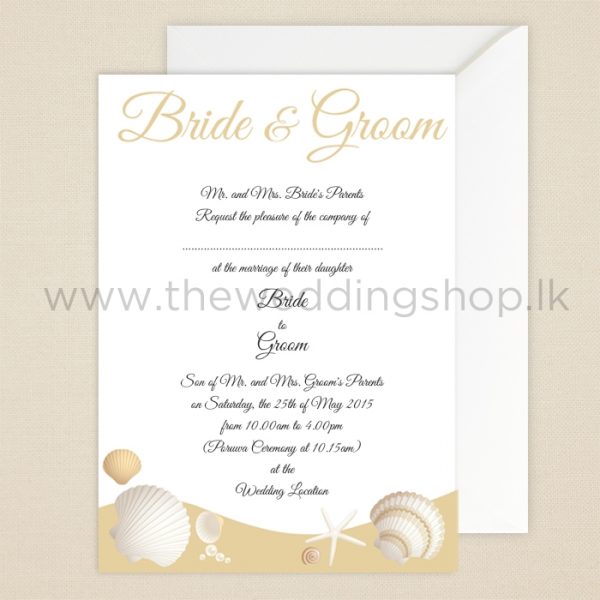 Bride & Groom
Mr. and Mrs. Bride's Parents
Request the pleasure of the company of
................................................................
at the marriage of their daughter
Bride
www.theweddingshop.lk
to
Groom
Son of Mr. and Mrs. Groom's Parents
on Saturday, the 25th of May 2015
from 10.00am to 4.00pm
(Poruwa Ceremony at 10.15am)
at the
Wedding Location